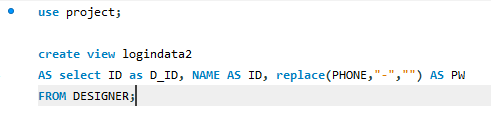 use project;
create view logindata2
AS select ID as D_ID, NAME AS ID, replace(PHONE,"-","") AS PW
FROM DESIGNER;